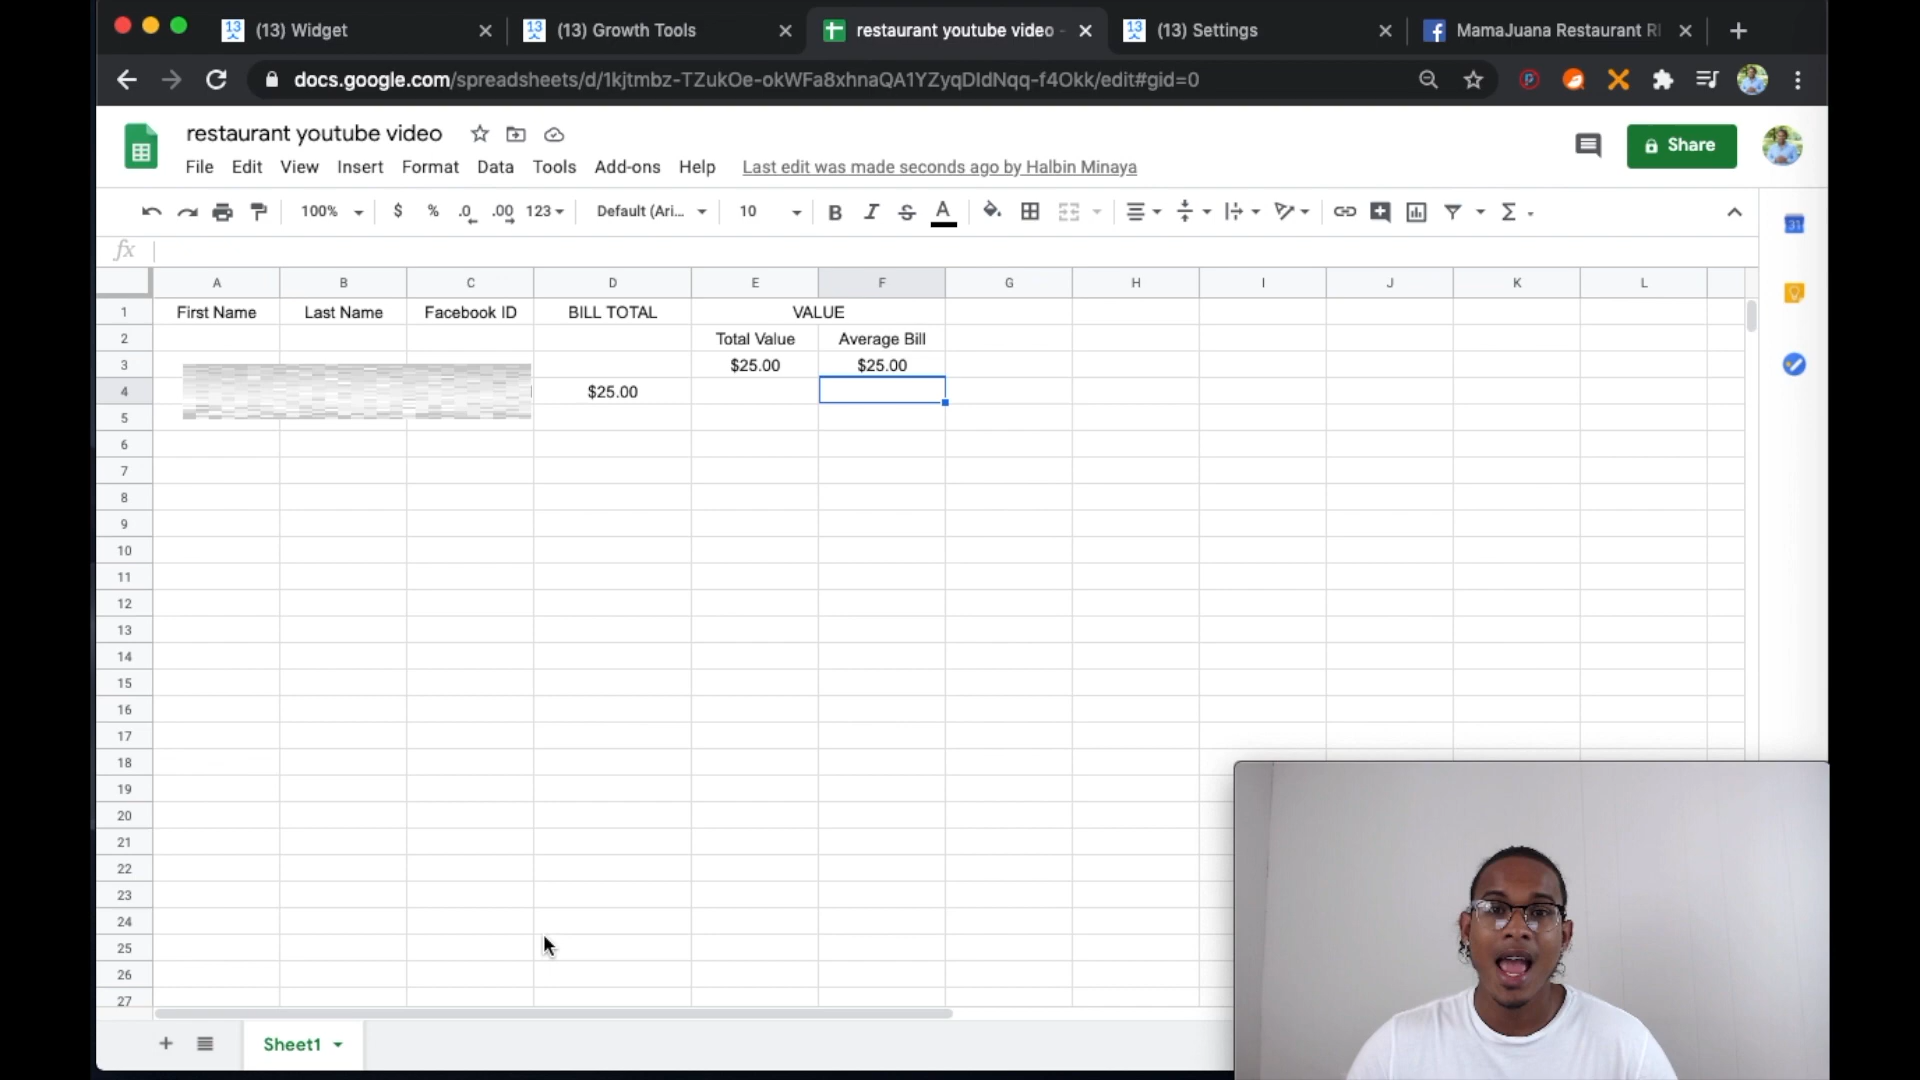 (13) Widget
(13) Growth Tools
restaurant youtube video -
(13) Settings
MamaJuana Restaurant R
docs.google.com/spreadsheets/d/1kjtmbz-TZukOe-okWFa8xhnaQA1YZyqDIdNqq-f4Okk/edit#gid=0
restaurant youtube video
Share
File Edit View Insert Format Data Tools Add-ons Help Last edit was made seconds ago by Halbin Minaya
100% $ % .0 .00 123 Default (Ari... 10 B I S A Σ
31
fx
A B C D E F G H I J K L
1 First Name Last Name Facebook ID BILL TOTAL VALUE
2 Total Value Average Bill
3 $25.00 $25.00
4 $25.00
5
6
7
8
9
10
11
12
13
14
15
16
17
18
19
20
21
22
23
24
25
26
27
Sheet1